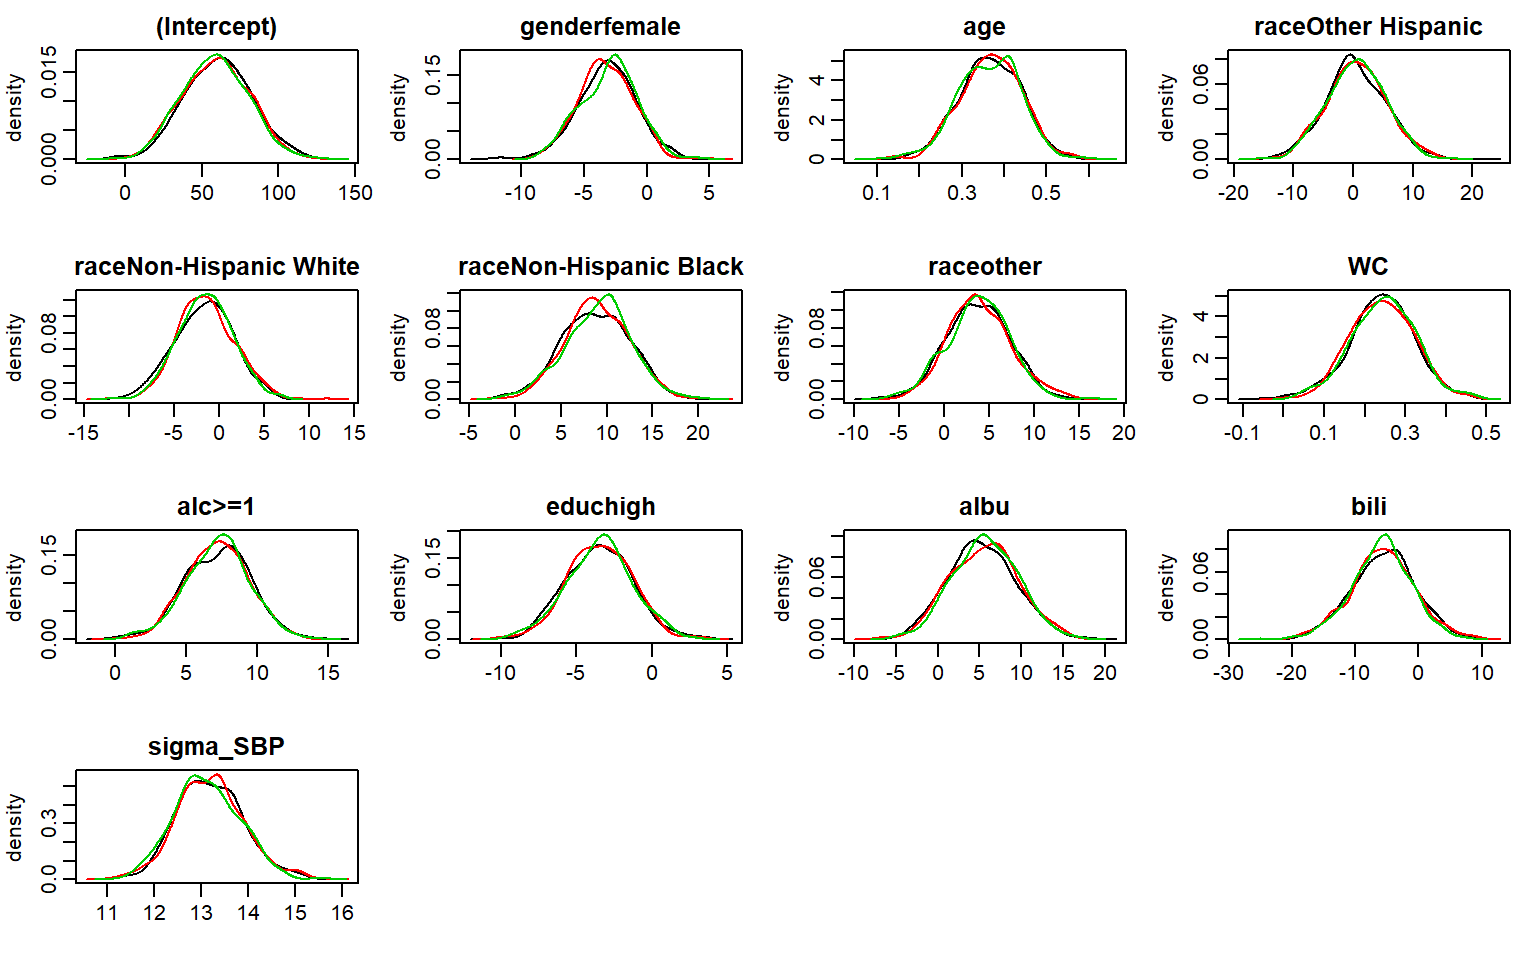 (Intercept) genderfemale age raceOther Hispanic
density 0.000 0.015 density 0.00 0.15 density 0 2 4 density 0.00 0.06
0 50 100 150 -10 -5 0 5 0.1 0.3 0.5 -20 -10 0 10 20
raceNon-Hispanic White raceNon-Hispanic Black raceother WC
density 0.00 0.08 density 0.00 0.08 density 0.00 0.08 density 0 2 4
-15 -5 0 5 10 15 -5 0 5 10 15 20 -10 -5 0 5 10 15 20 -0.1 0.1 0.3 0.5
alc>=1 educhigh albu bili
density 0.00 0.15 density 0.00 0.15 density 0.00 0.06 density 0.00 0.06
0 5 10 15 -10 -5 0 5 -10 -5 0 5 10 15 20 -30 -20 -10 0 10
sigma_SBP
density 0.0 0.3
11 12 13 14 15 16